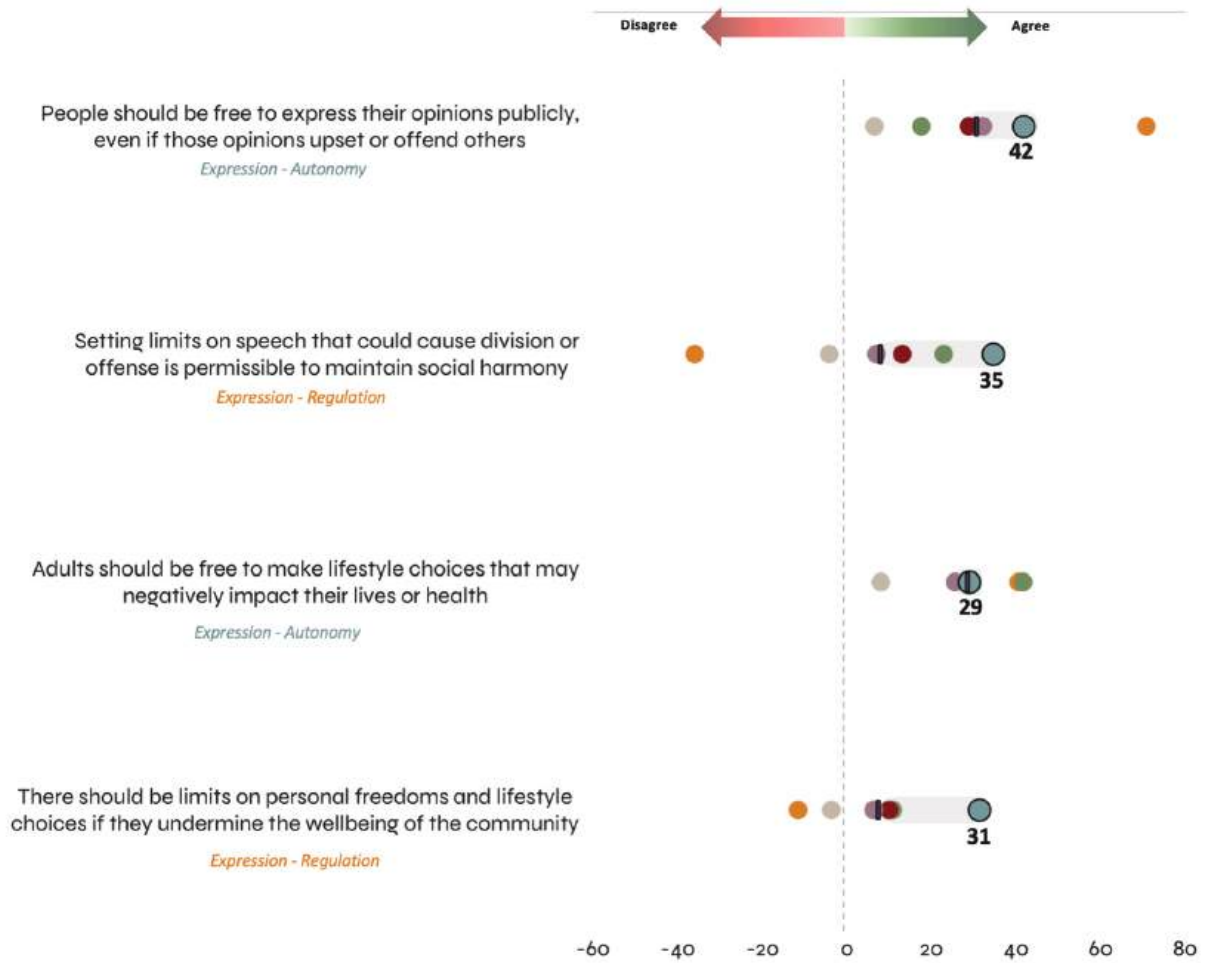 Disagree
Agree
People should be free to express their opinions publicly,
even if those opinions upset or offend others
Expression - Autonomy
42
Setting limits on speech that could cause division or
offense is permissible to maintain social harmony
Expression - Regulation
35
Adults should be free to make lifestyle choices that may
negatively impact their lives or health
Expression - Autonomy
29
There should be limits on personal freedoms and lifestyle
choices if they undermine the wellbeing of the community
Expression - Regulation
31
-60 -40 -20 0 20 40 60 80